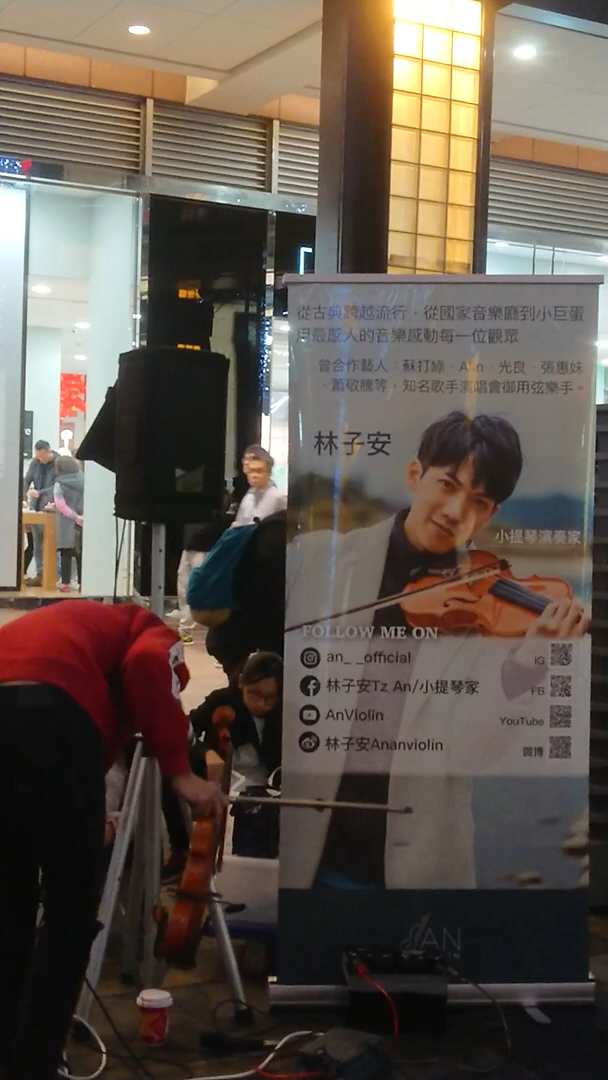 從古典跨越流行，從國家音樂廳到小巨蛋
用最感人的音樂感動每一位觀眾
曾合作藝人：蘇打綠、Alin、光良、張惠妹
、蕭敬騰等，知名歌手演唱會御用弦樂手。
林子安
小提琴演奏家
FOLLOW ME ON
an_ _official
IG
林子安Tz An/小提琴家
FB
AnViolin
YouTube
林子安Ananviolin
微博
AN